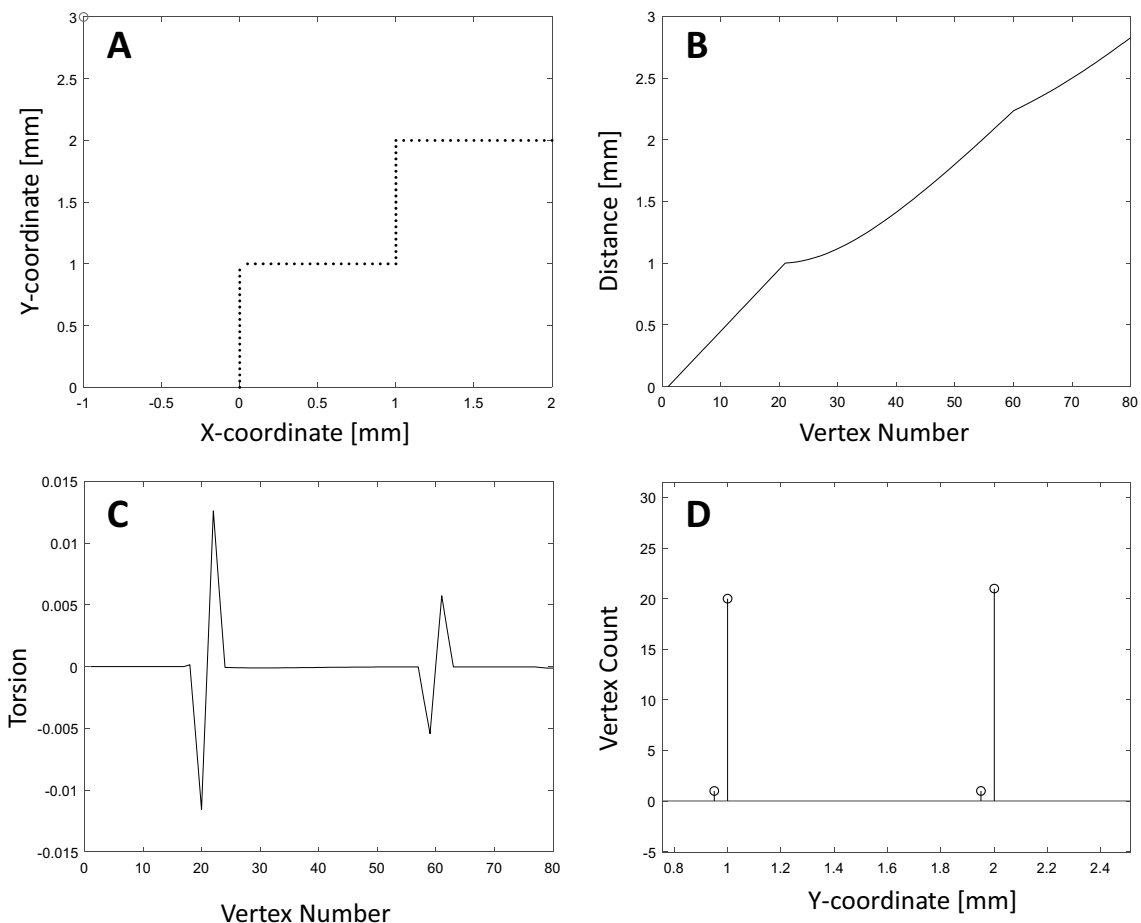 A
3
2.5
2
1.5
1
0.5
0
-1 -0.5 0 0.5 1 1.5 2
Y-coordinate [mm]
X-coordinate [mm]
B
3
2.5
2
1.5
1
0.5
0
0 10 20 30 40 50 60 70 80
Distance [mm]
Vertex Number
C
0.015
0.01
0.005
0
-0.005
-0.01
-0.015
0 10 20 30 40 50 60 70 80
Torsion
Vertex Number
D
30
25
20
15
10
5
0
-5
0.8 1 1.2 1.4 1.6 1.8 2 2.2 2.4
Vertex Count
Y-coordinate [mm]